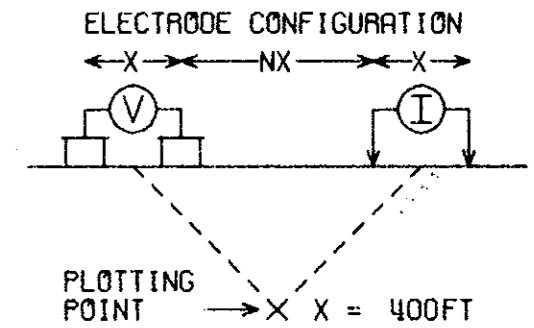 ELECTRODE CONFIGURATION
X NX X
V I
PLOTTING
POINT X X = 400FT